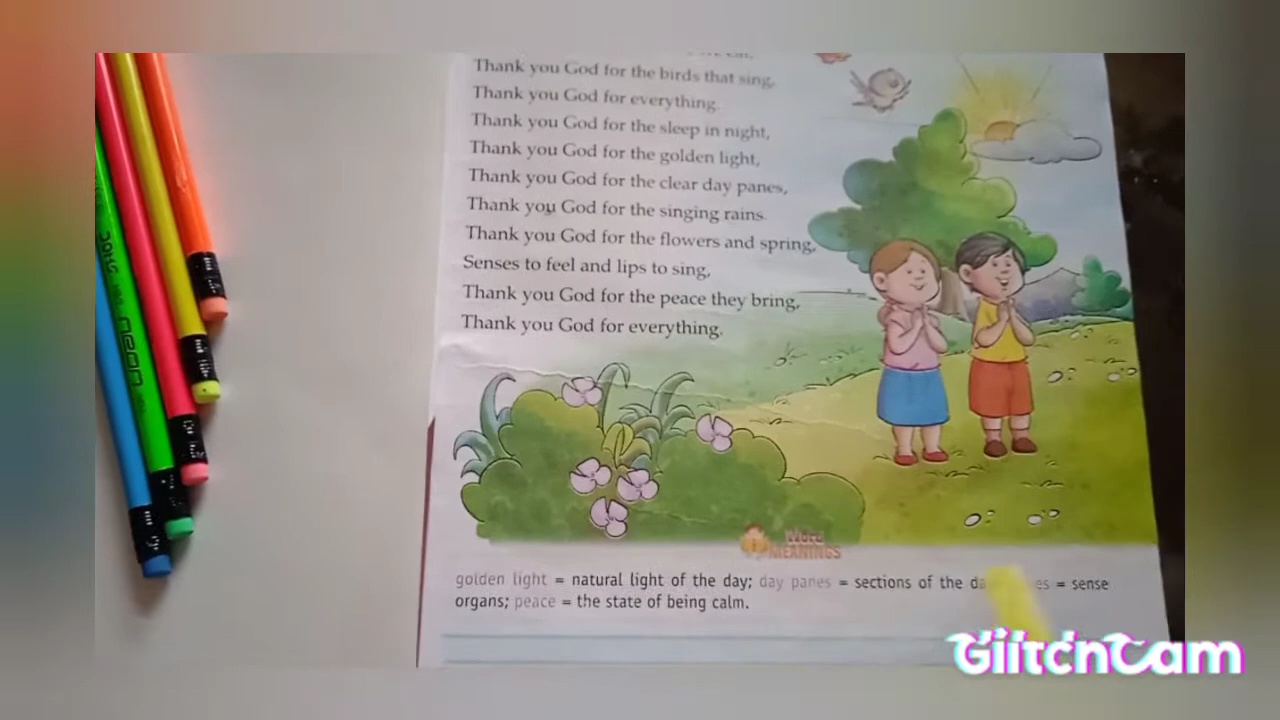 Thank you God for the birds that sing,
Thank you God for everything.
Thank you God for the sleep in night,
Thank you God for the golden light,
Thank you God for the clear day panes,
Thank you God for the singing rains.
Thank you God for the flowers and spring,
Senses to feel and lips to sing,
Thank you God for the peace they bring,
Thank you God for everything.
Word
MEANINGS
golden light = natural light of the day; day panes = sections of the = sense
organs; peace = the state of being calm.
neon
GlitchCam